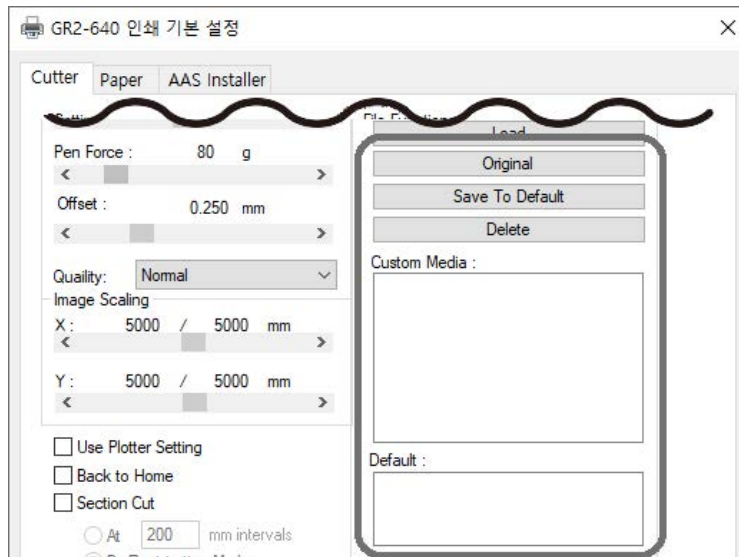 GR2-640 인쇄 기본 설정
Cutter Paper AAS Installer
Load
Pen Force : 80 g
Original
Save To Default
Offset : 0.250 mm
Delete
Quaility: Normal
Custom Media :
Image Scaling
X : 5000 / 5000 mm
Y : 5000 / 5000 mm
Use Plotter Setting
Back to Home
Section Cut
At 200 mm intervals
Default :